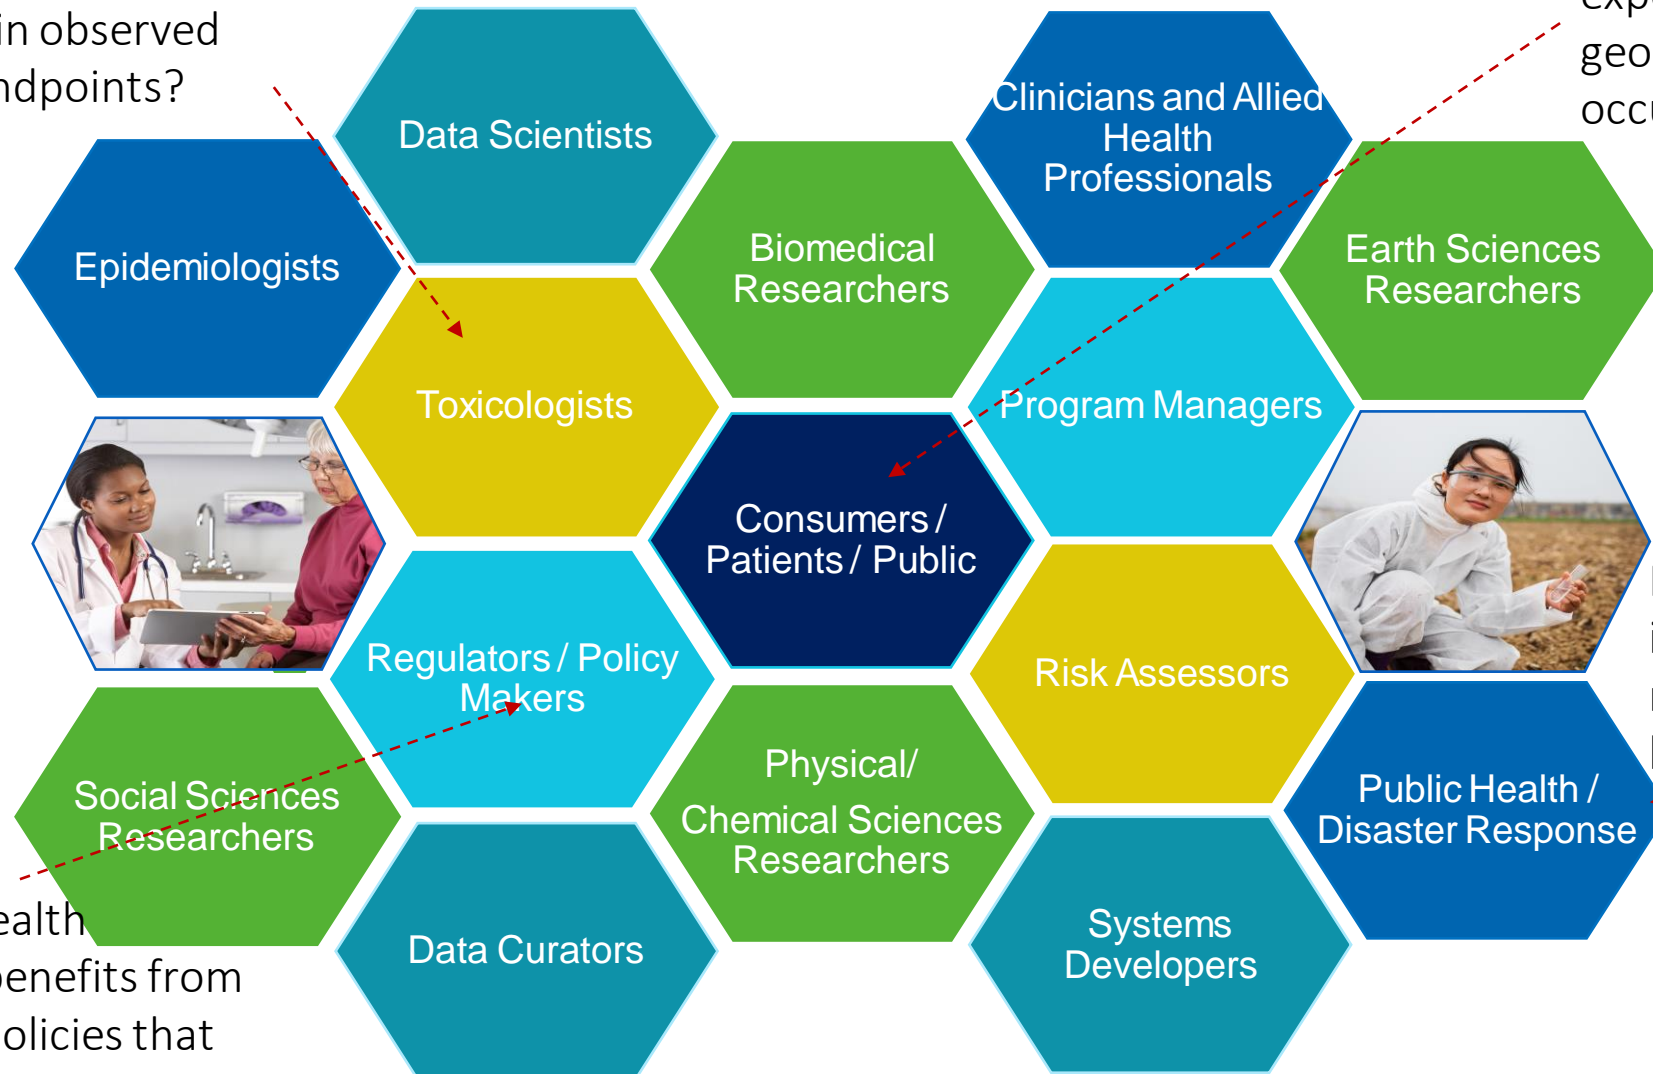 in observed
ndpoints?
geo
occu
Data Scientists
Clinicians and Allied
Health
Professionals
Epidemiologists
Biomedical
Researchers
Earth Sciences
Researchers
Toxicologists
Program Managers
Consumers /
Patients / Public
Regulators / Policy
Makers
Risk Assessors
Social Sciences
Researchers
Physical/
Chemical Sciences
Researchers
Public Health /
Disaster Response
ealth
benefits from
olicies that
Data Curators
Systems
Developers